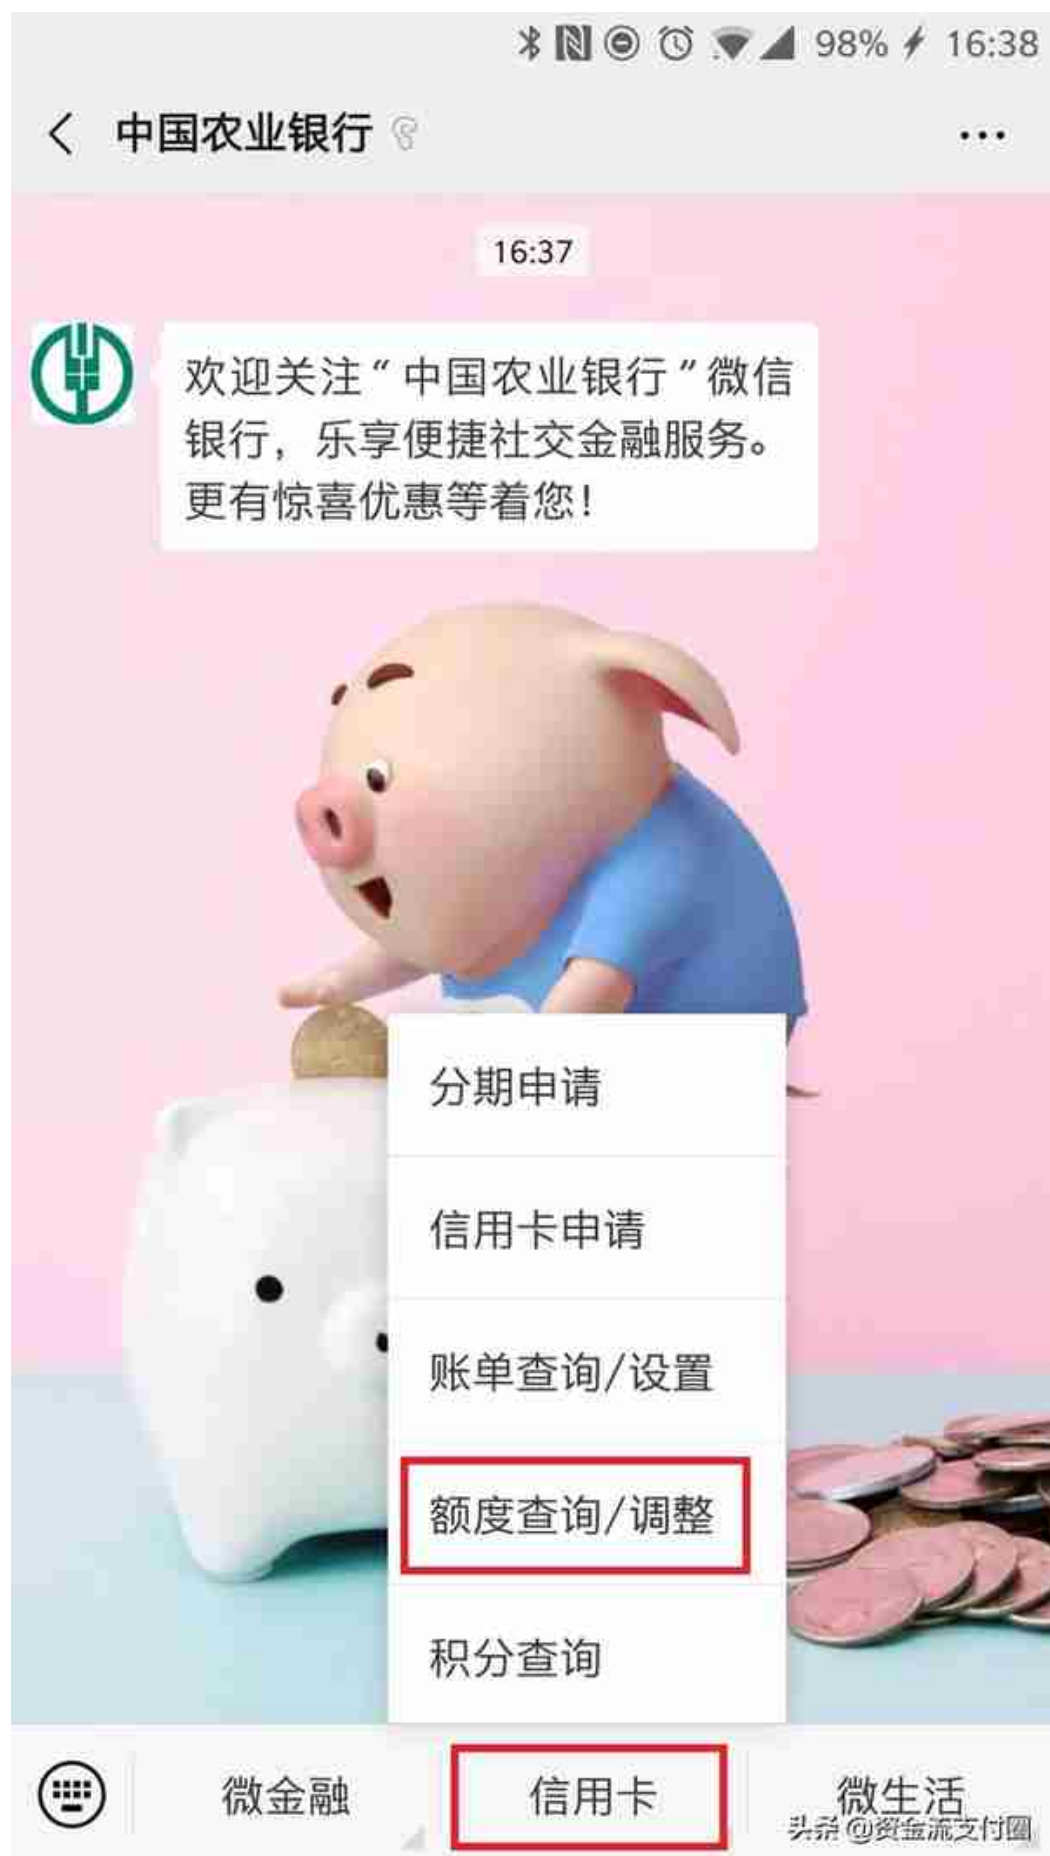 98% 16:38
中国农业银行
16:37
欢迎关注“中国农业银行”微信
银行，乐享便捷社交金融服务。
更有惊喜优惠等着您！
分期申请
信用卡申请
账单查询/设置
额度查询/调整
积分查询
微金融
信用卡
微生活
头杀@资金流支付圈